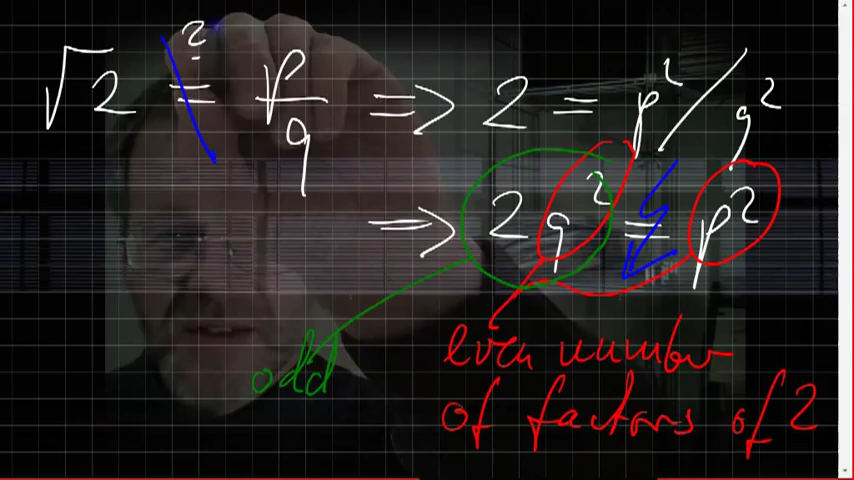 √2 ≟ p/q => 2 = p²/q²
=> 2q² = p²
even number
odd
of factors of 2